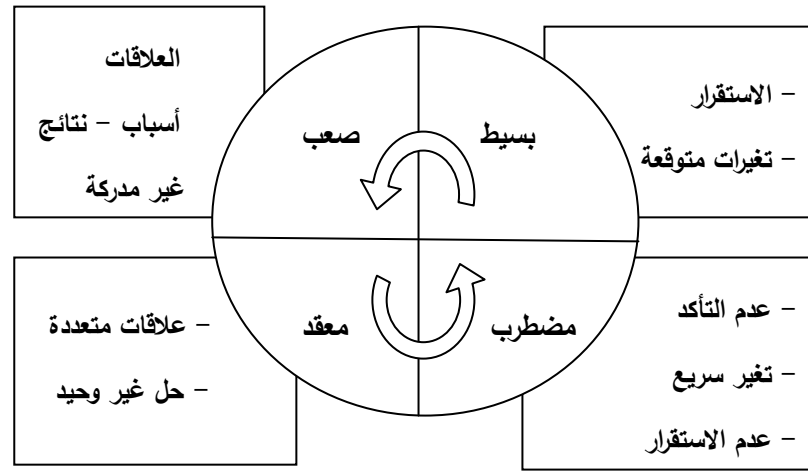 – الاستقرار
– تغيرات متوقعة
بسيط
صعب
العلاقات
أسباب – نتائج
غير مدركة
– علاقات متعددة
– حل غير وحيد
معقد
مضطرب
– عدم التأكد
– تغير سريع
– عدم الاستقرار